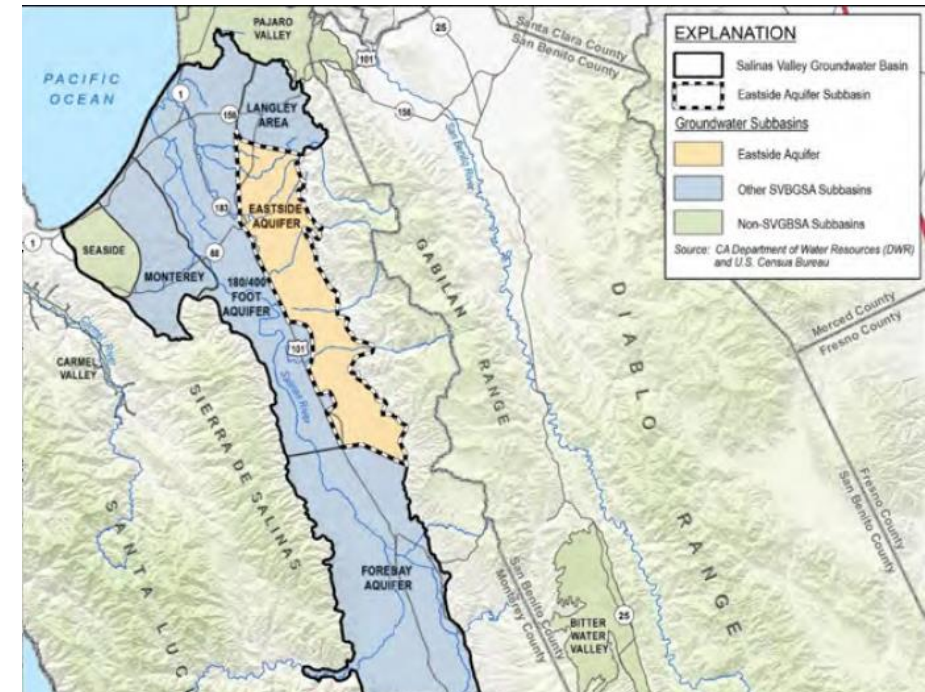 PAJARO
VALLEY
25
Santa Clara County
San Benito County
101
PACIFIC
OCEAN
1
156
LANGLEY
AREA
156
San Benito River
EXPLANATION
Salinas Valley Groundwater Basin
Eastside Aquifer Subbasin
Groundwater Subbasins
Eastside Aquifer
Other SVBGSA Subbasins
Non-SVGBSA Subbasins
Source: CA Department of Water Resources (DWR)
and U.S. Census Bureau
183
EASTSIDE
AQUIFER
1
SEASIDE
68
MONTEREY
180/400
FOOT
AQUIFER
GABILAN
RANGE
DIABLO
RANGE
Merced County
Fresno County
101
Carmel River
CARMEL
VALLEY
Salinas River
SIERRA DE SALINAS
SANTA LUC
FOREBAY
AQUIFER
San Benito County
Monterey County
BITTER
WATER
VALLEY
25
Fresno County
San Benito County